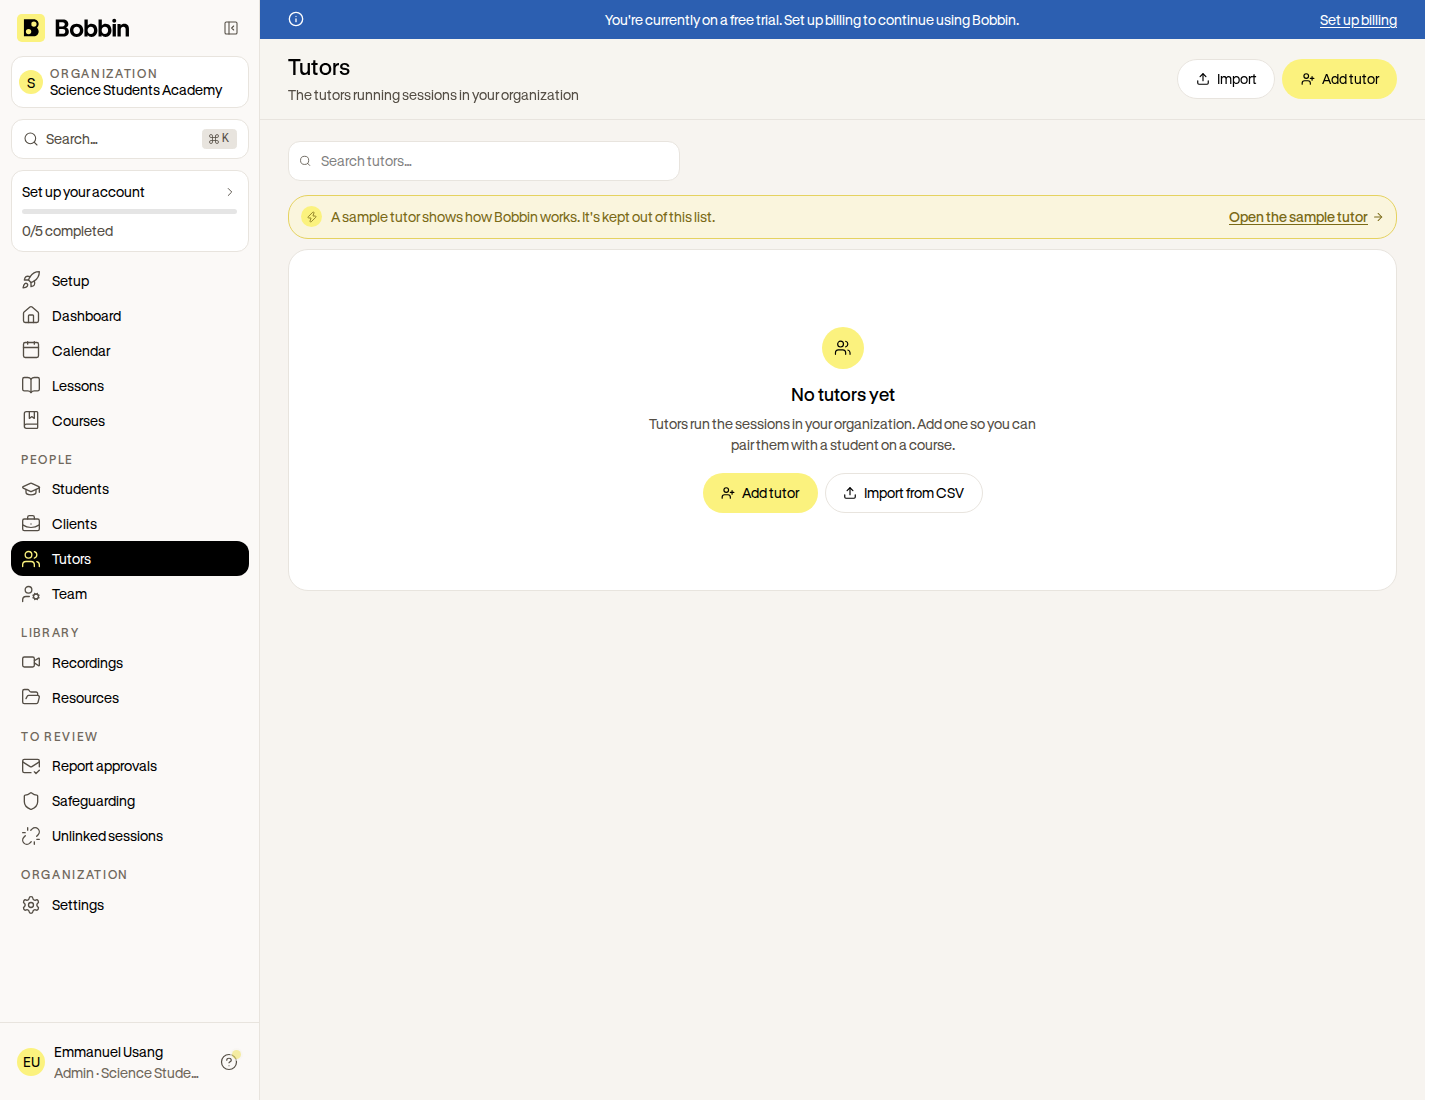 Bobbin
ORGANIZATION
S
Science Students Academy
Search...
⌘ K
Set up your account
0/5 completed
Setup
Dashboard
Calendar
Lessons
Courses
PEOPLE
Students
Clients
Tutors
Team
LIBRARY
Recordings
Resources
TO REVIEW
Report approvals
Safeguarding
Unlinked sessions
ORGANIZATION
Settings
EU
Emmanuel Usang
Admin · Science Stude...
You're currently on a free trial. Set up billing to continue using Bobbin.
Set up billing
Tutors
The tutors running sessions in your organization
Import
Add tutor
Search tutors...
A sample tutor shows how Bobbin works. It's kept out of this list.
Open the sample tutor
No tutors yet
Tutors run the sessions in your organization. Add one so you can
pair them with a student on a course.
Add tutor
Import from CSV